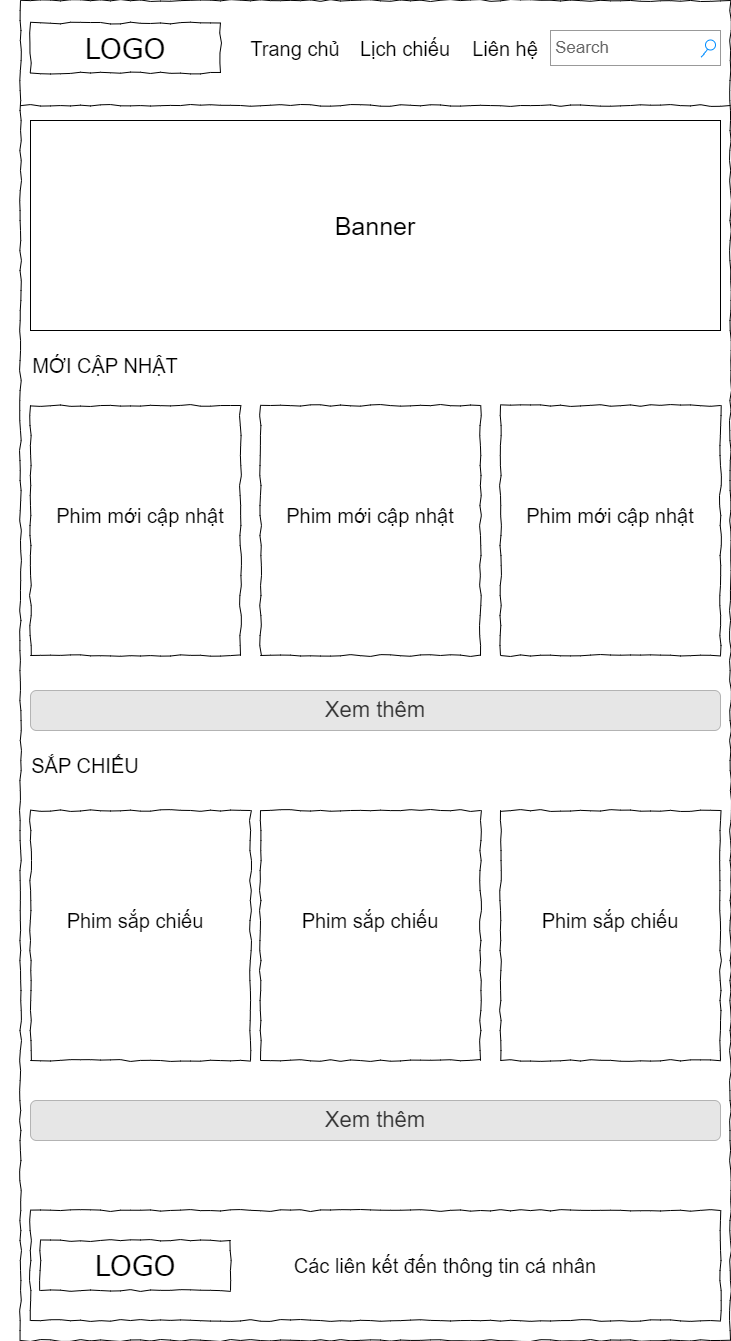 LOGO
Trang chủ
Lịch chiếu
Liên hệ
Search
Banner
MỚI CẬP NHẬT
Phim mới cập nhật
Phim mới cập nhật
Phim mới cập nhật
Xem thêm
SẮP CHIẾU
Phim sắp chiếu
Phim sắp chiếu
Phim sắp chiếu
Xem thêm
LOGO
Các liên kết đến thông tin cá nhân